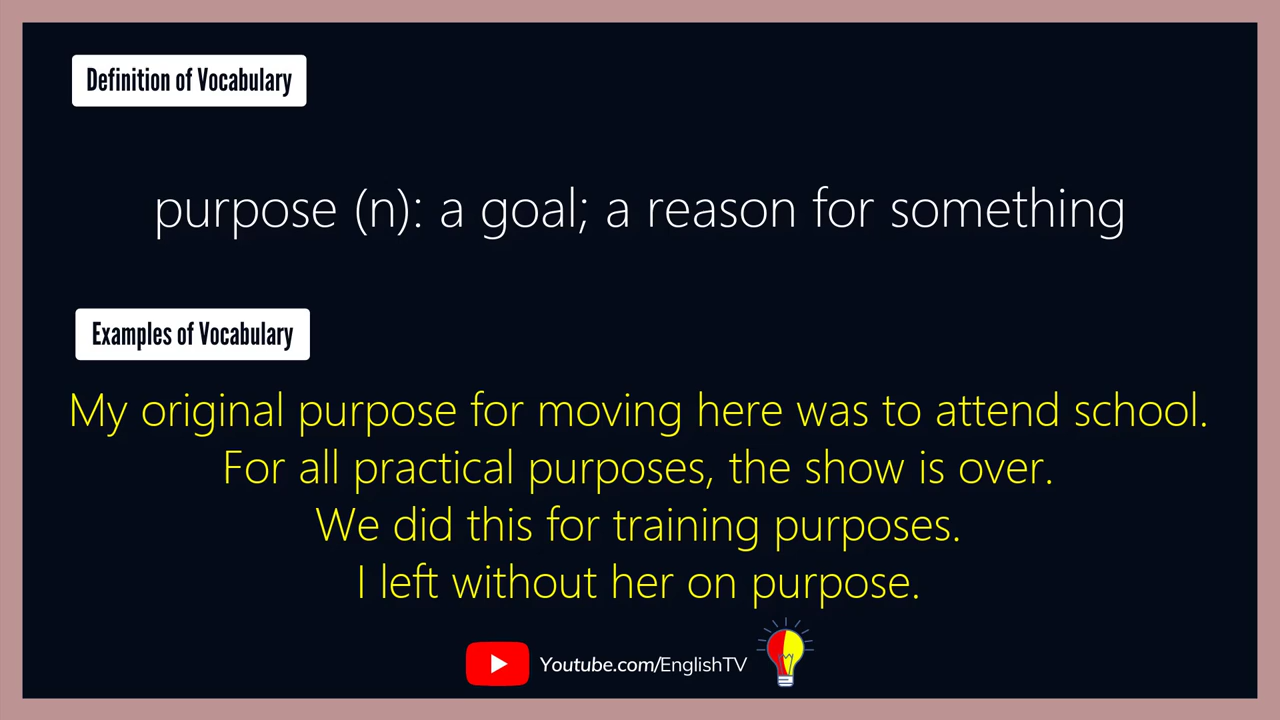 Definition of Vocabulary
purpose (n): a goal; a reason for something
Examples of Vocabulary
My original purpose for moving here was to attend school.
For all practical purposes, the show is over.
We did this for training purposes.
I left without her on purpose.
Youtube.com/EnglishTV